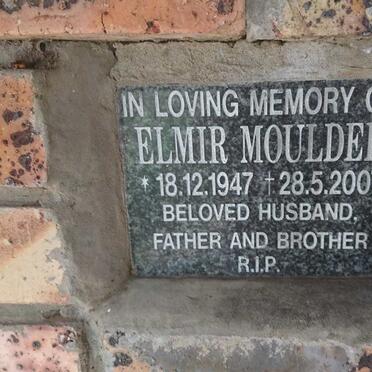 IN LOVING MEMORY O
ELMIR MOULDE
* 18.12.1947 † 28.5.200
BELOVED HUSBAND,
FATHER AND BROTHER
R.I.P.